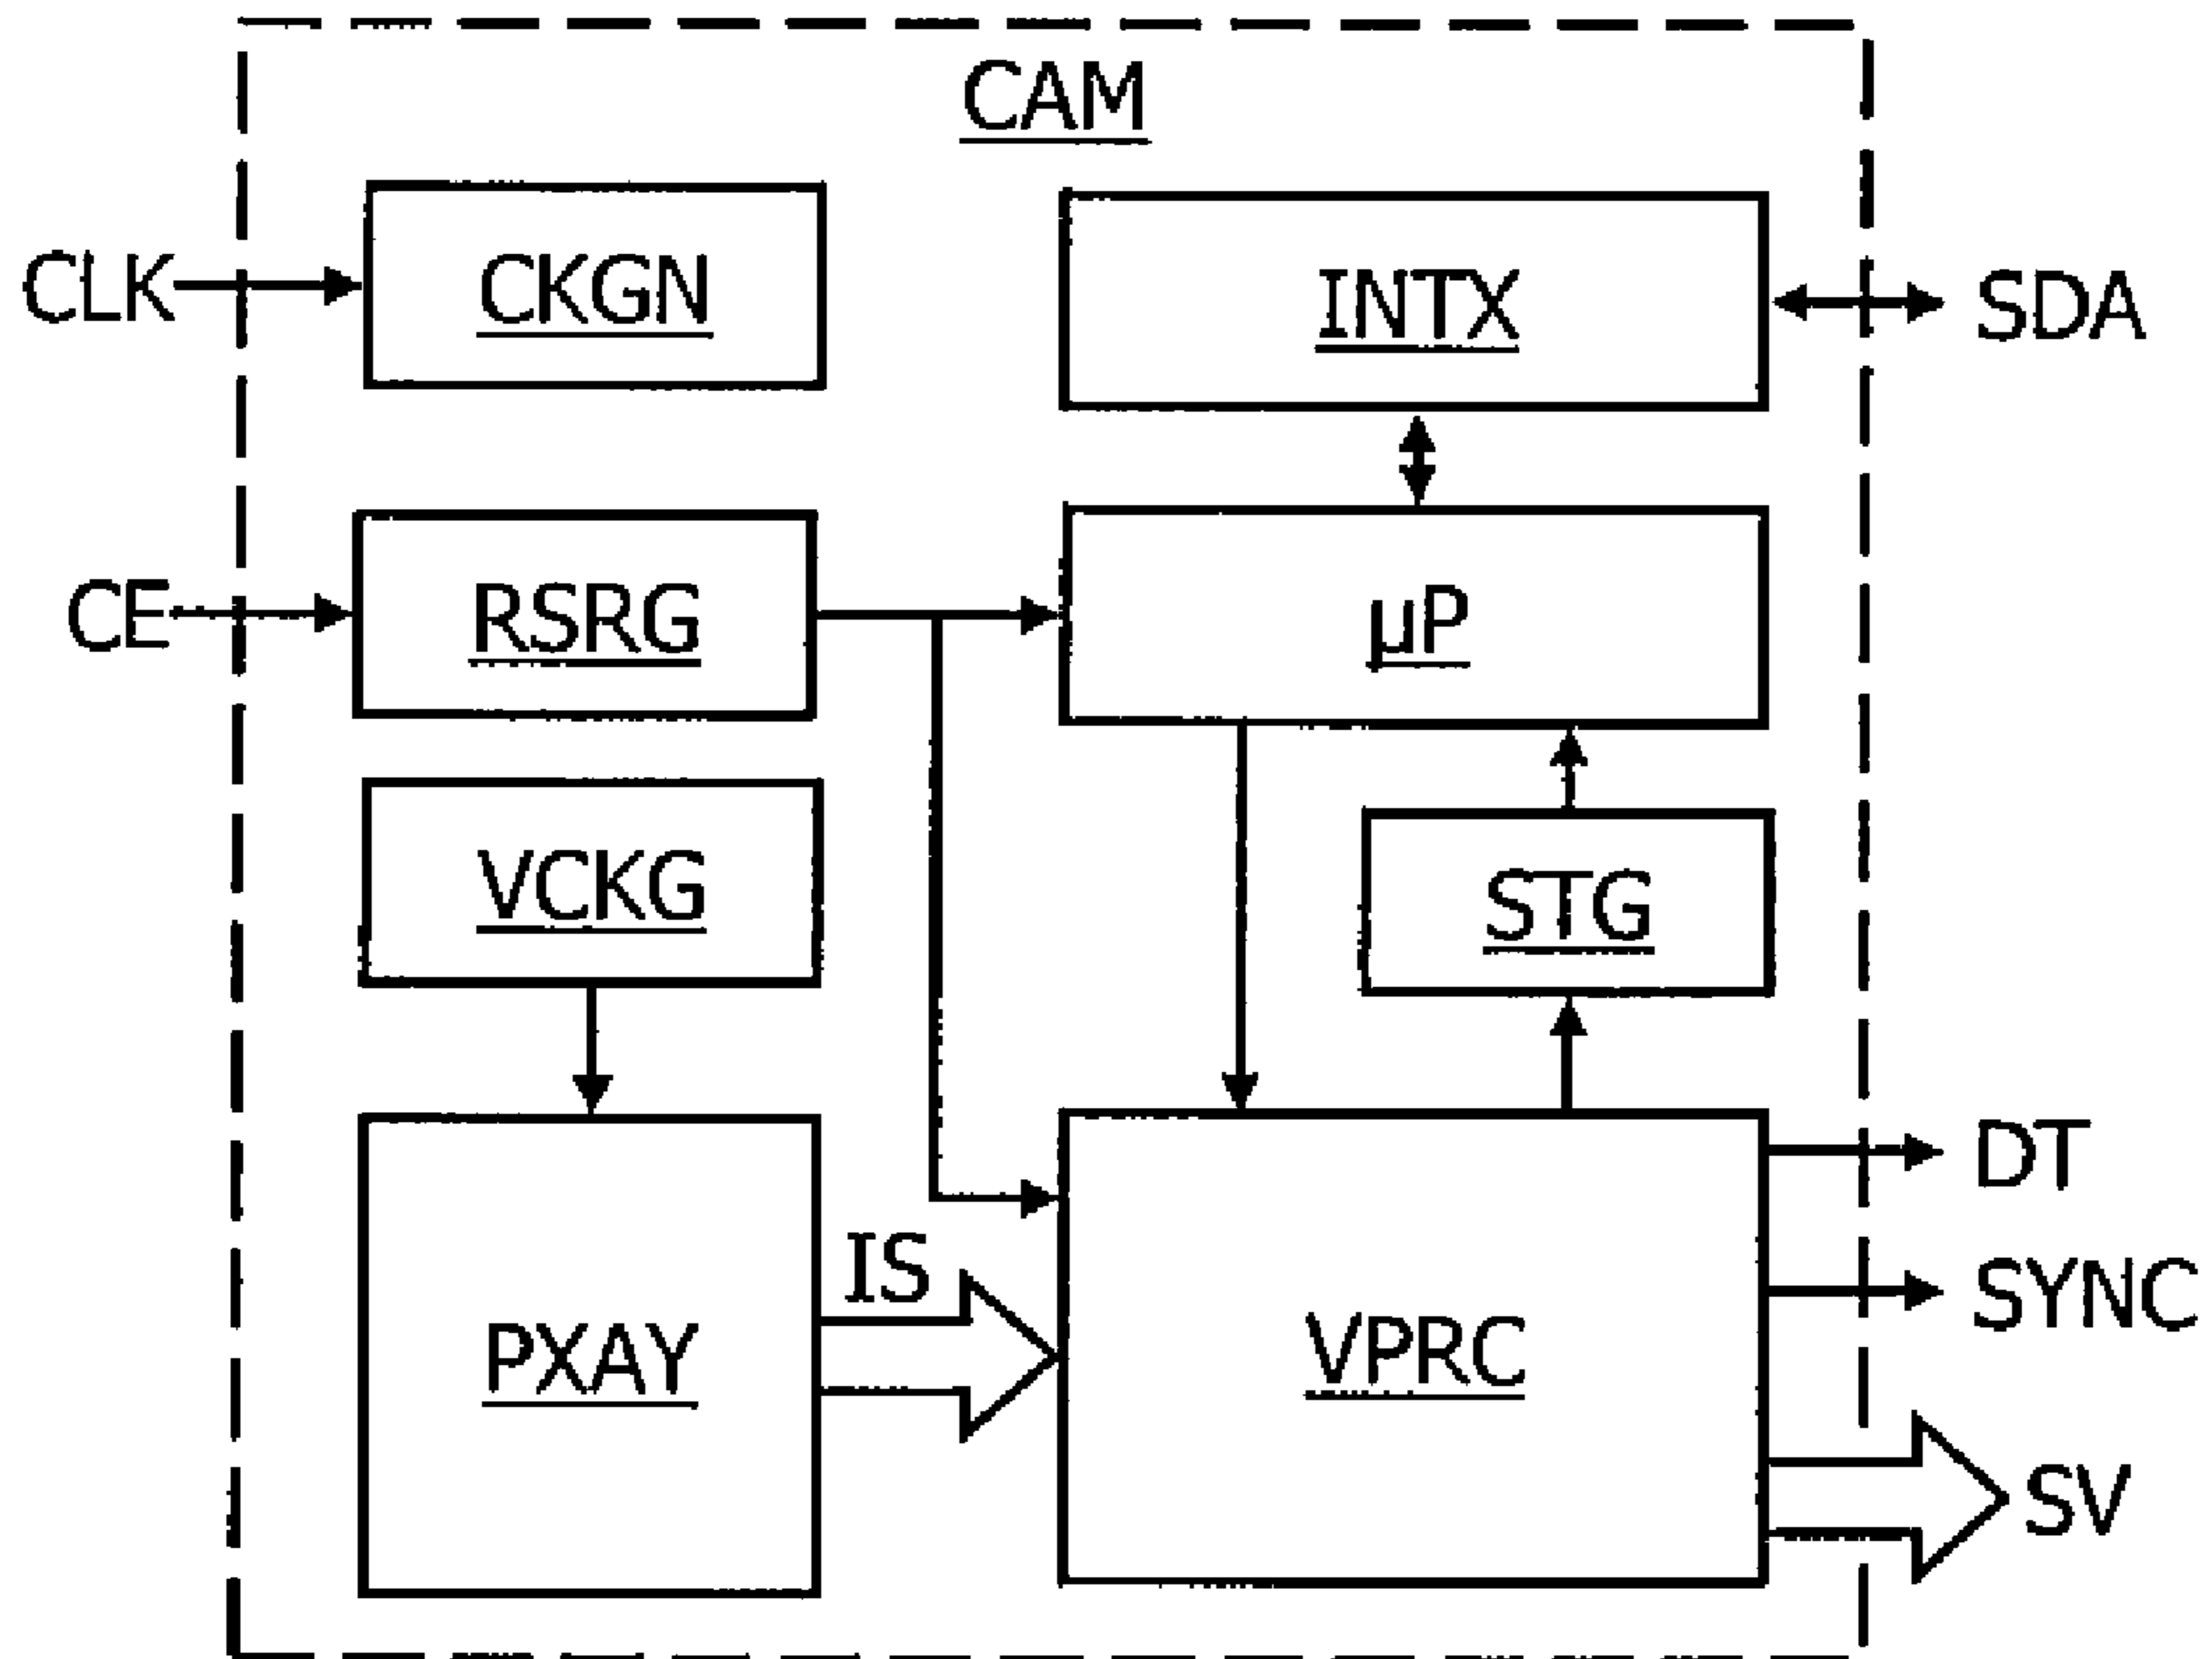 CAM
CLK
CKGN
INTX
SDA
CE
RSRG
µP
VCKG
STG
DT
IS
SYNC
PXAY
VPRC
SV